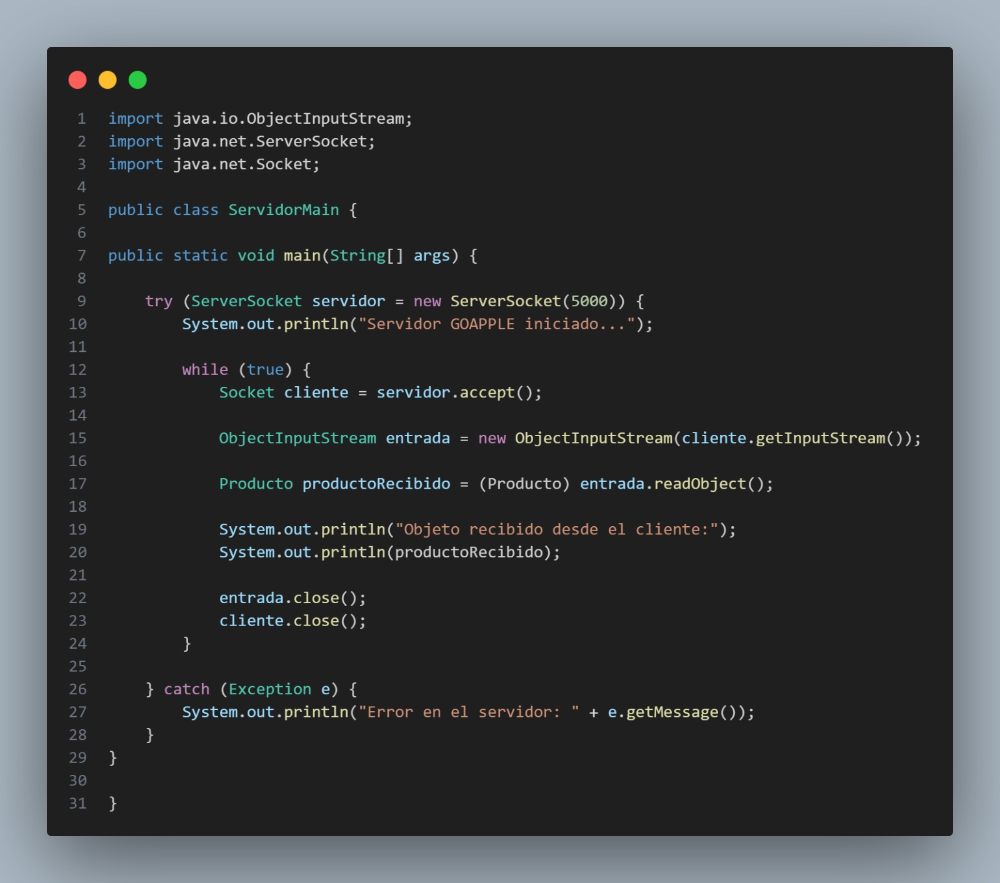 1 import java.io.ObjectInputStream;
2 import java.net.ServerSocket;
3 import java.net.Socket;
4
5 public class ServidorMain {
6
7 public static void main(String[] args) {
8
9     try (ServerSocket servidor = new ServerSocket(5000)) {
10         System.out.println("Servidor GOAPPLE iniciado...");
11
12         while (true) {
13             Socket cliente = servidor.accept();
14
15             ObjectInputStream entrada = new ObjectInputStream(cliente.getInputStream());
16
17             Producto productoRecibido = (Producto) entrada.readObject();
18
19             System.out.println("Objeto recibido desde el cliente:");
20             System.out.println(productoRecibido);
21
22             entrada.close();
23             cliente.close();
24         }
25
26     } catch (Exception e) {
27         System.out.println("Error en el servidor: " + e.getMessage());
28     }
29 }
30
31 }